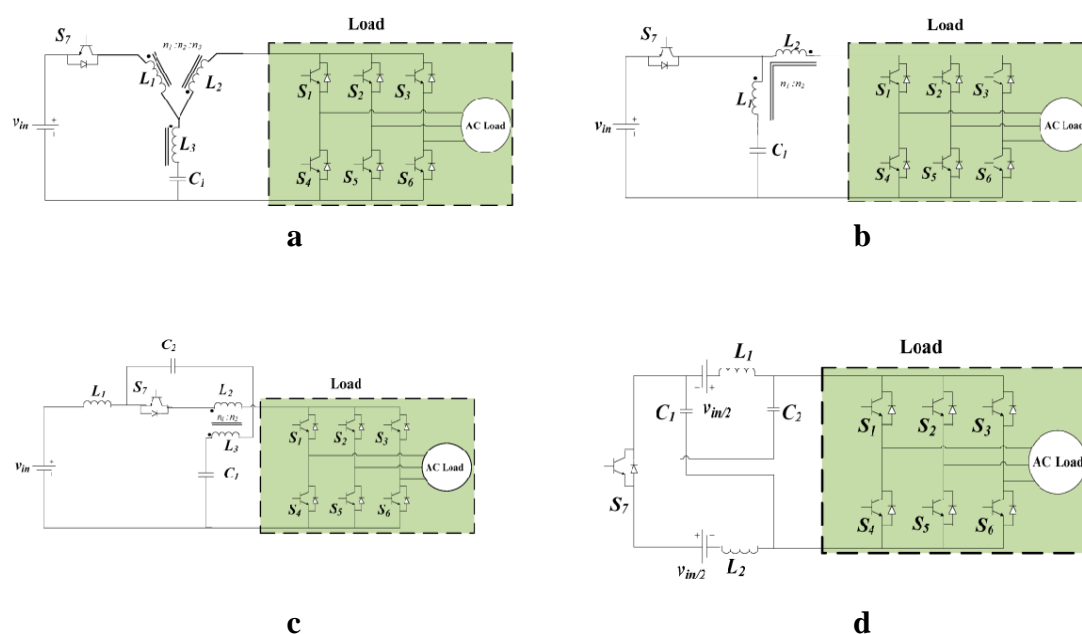 Load
S7
n1 : n2 : n3
L1
L2
S1
S2
S3
vin
+
-
L3
C1
AC Load
S4
S5
S6
a
Load
S7
L2
L1
n1 : n2
S1
S2
S3
vin
+
-
C1
AC Load
S4
S5
S6
b
C2
L1
S7
L2
Load
n1 : n2
L3
S1
S2
S3
vin
+
-
C1
AC Load
S4
S5
S6
c
L1
Load
- +
C1
vin/2
C2
S1
S2
S3
AC Load
S7
S4
S5
S6
+ -
vin/2
L2
d